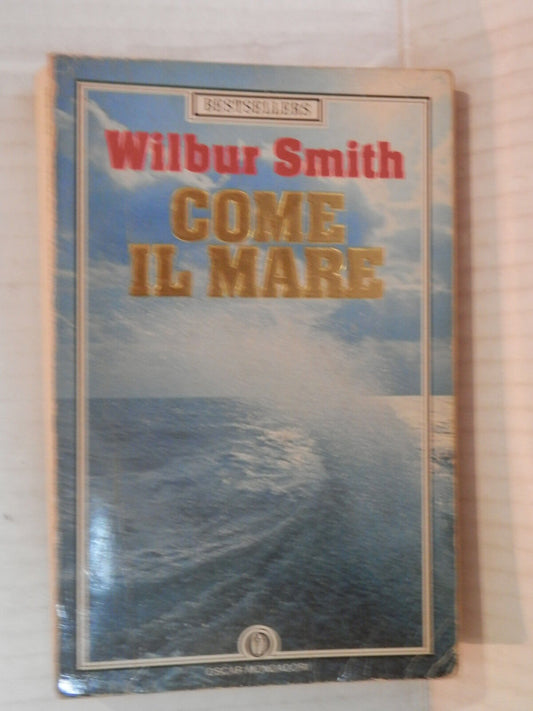 BESTSELLERS
Wilbur Smith
COME
IL MARE
OSCAR MONDADORI